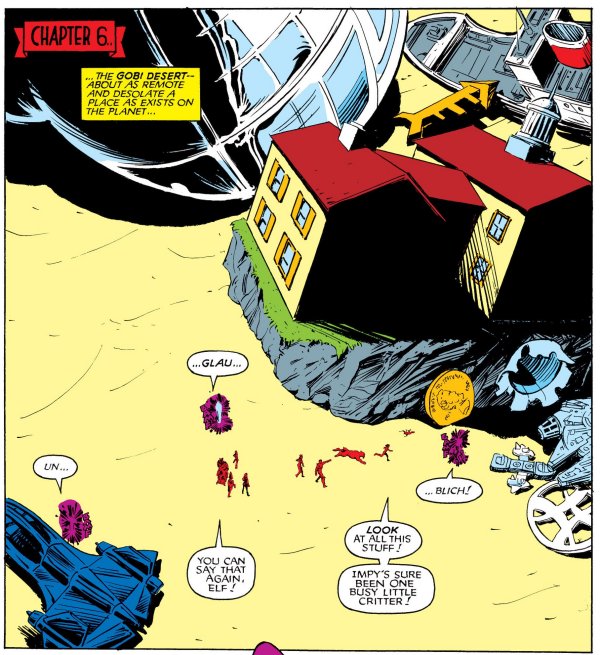 CHAPTER 6..
...THE GOBI DESERT--
ABOUT AS REMOTE
AND DESOLATE A
PLACE AS EXISTS ON
THE PLANET...
...GLAU...
UN...
...BLICH!
YOU CAN
SAY THAT
AGAIN,
ELF!
LOOK
AT ALL THIS
STUFF!
IMPY'S SURE
BEEN ONE
BUSY LITTLE
CRITTER!